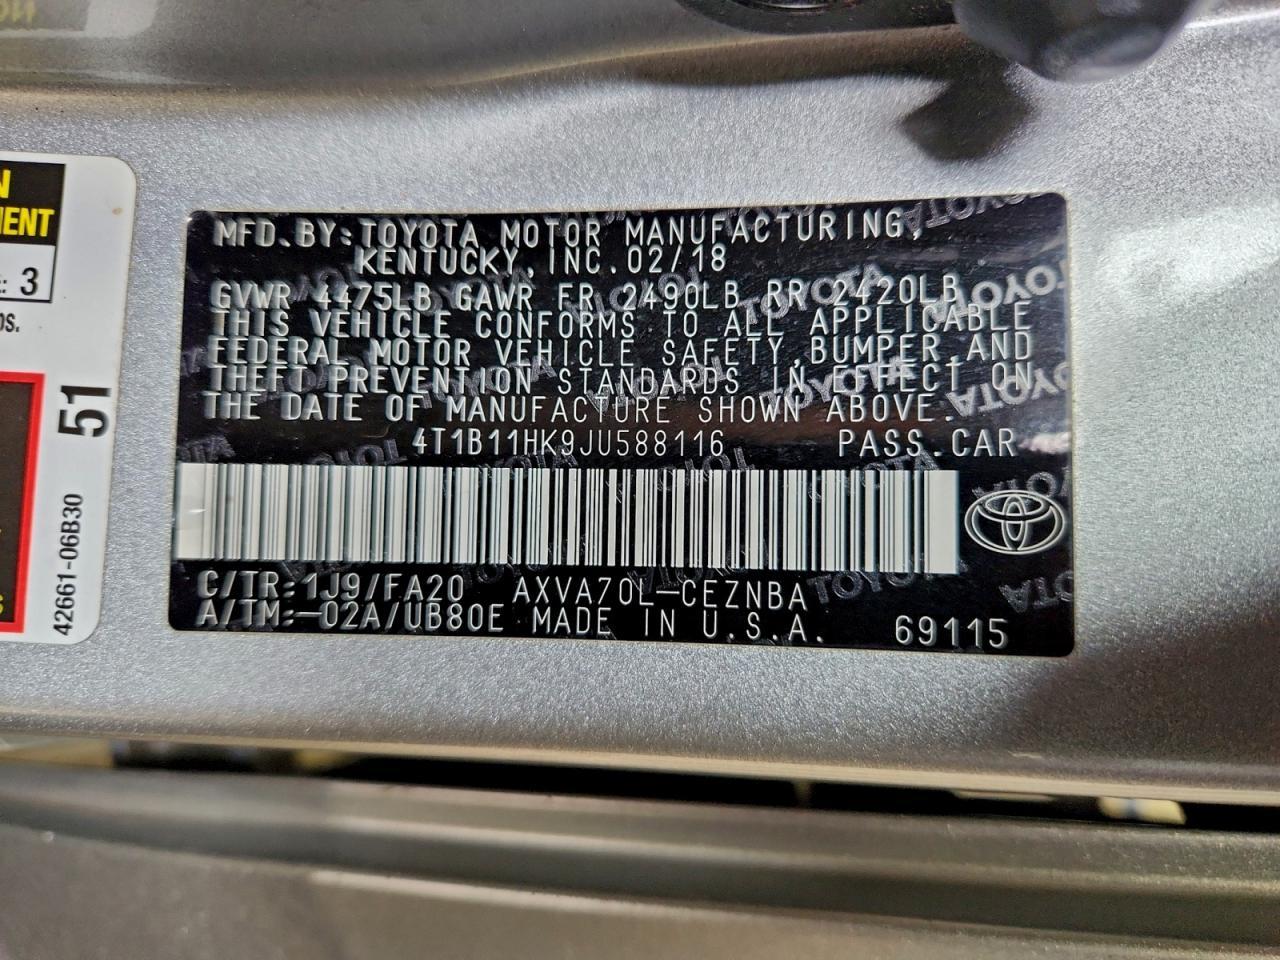 MFD.BY:TOYOTA MOTOR MANUFACTURING,
KENTUCKY,INC.02/18
GVWR 4475LB GAWR FR 2490LB RR 2420LB
THIS VEHICLE CONFORMS TO ALL APPLICABLE
FEDERAL MOTOR VEHICLE SAFETY,BUMPER,AND
THEFT PREVENTION STANDARDS IN EFFECT ON
THE DATE OF MANUFACTURE SHOWN ABOVE.
4T1B11HK9JU588116 PASS.CAR
C/TR:1J9/FA20 AXVA70L-CEZNBA
A/TM:-02A/UB80E MADE IN U.S.A. 69115
3
51
42661-06B30
TOYOTA